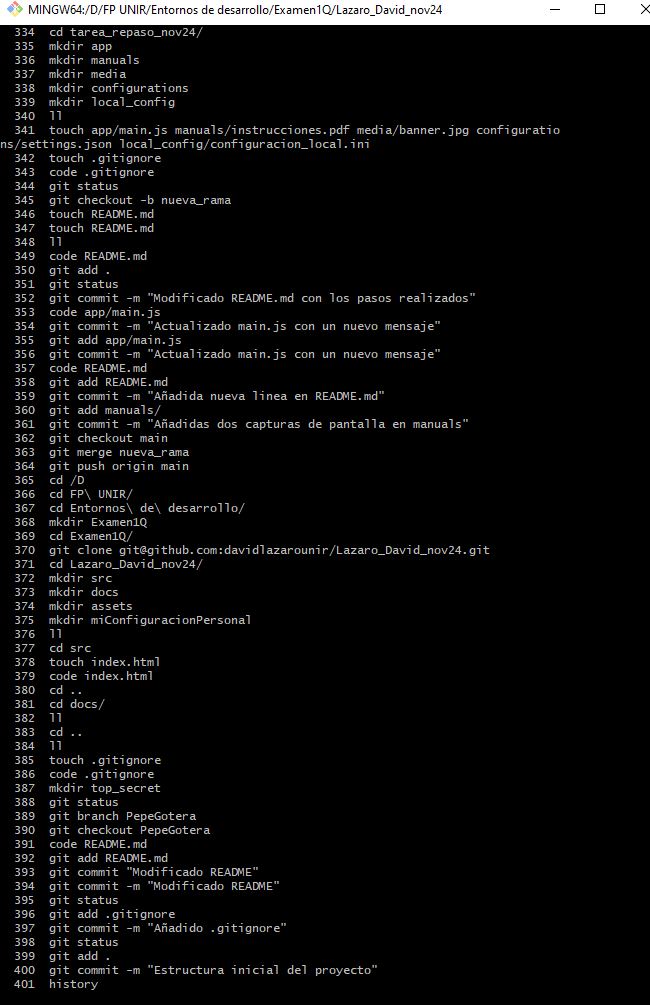 MINGW64:/D/FP UNIR/Entornos de desarrollo/Examen1Q/Lazaro_David_nov24
334 cd tarea_repaso_nov24/
335 mkdir app
336 mkdir manuals
337 mkdir media
338 mkdir configurations
339 mkdir local_config
340 ll
341 touch app/main.js manuals/instrucciones.pdf media/banner.jpg configuratio
ns/settings.json local_config/configuracion_local.ini
342 touch .gitignore
343 code .gitignore
344 git status
345 git checkout -b nueva_rama
346 touch README.md
347 touch README.md
348 ll
349 code README.md
350 git add .
351 git status
352 git commit -m "Modificado README.md con los pasos realizados"
353 code app/main.js
354 git commit -m "Actualizado main.js con un nuevo mensaje"
355 git add app/main.js
356 git commit -m "Actualizado main.js con un nuevo mensaje"
357 code README.md
358 git add README.md
359 git commit -m "Añadida nueva linea en README.md"
360 git add manuals/
361 git commit -m "Añadidas dos capturas de pantalla en manuals"
362 git checkout main
363 git merge nueva_rama
364 git push origin main
365 cd /D
366 cd FP\ UNIR/
367 cd Entornos\ de\ desarrollo/
368 mkdir Examen1Q
369 cd Examen1Q/
370 git clone git@github.com:davidlazarounir/Lazaro_David_nov24.git
371 cd Lazaro_David_nov24/
372 mkdir src
373 mkdir docs
374 mkdir assets
375 mkdir miConfiguracionPersonal
376 ll
377 cd src
378 touch index.html
379 code index.html
380 cd ..
381 cd docs/
382 ll
383 cd ..
384 ll
385 touch .gitignore
386 code .gitignore
387 mkdir top_secret
388 git status
389 git branch PepeGotera
390 git checkout PepeGotera
391 code README.md
392 git add README.md
393 git commit "Modificado README"
394 git commit -m "Modificado README"
395 git status
396 git add .gitignore
397 git commit -m "Añadido .gitignore"
398 git status
399 git add .
400 git commit -m "Estructura inicial del proyecto"
401 history